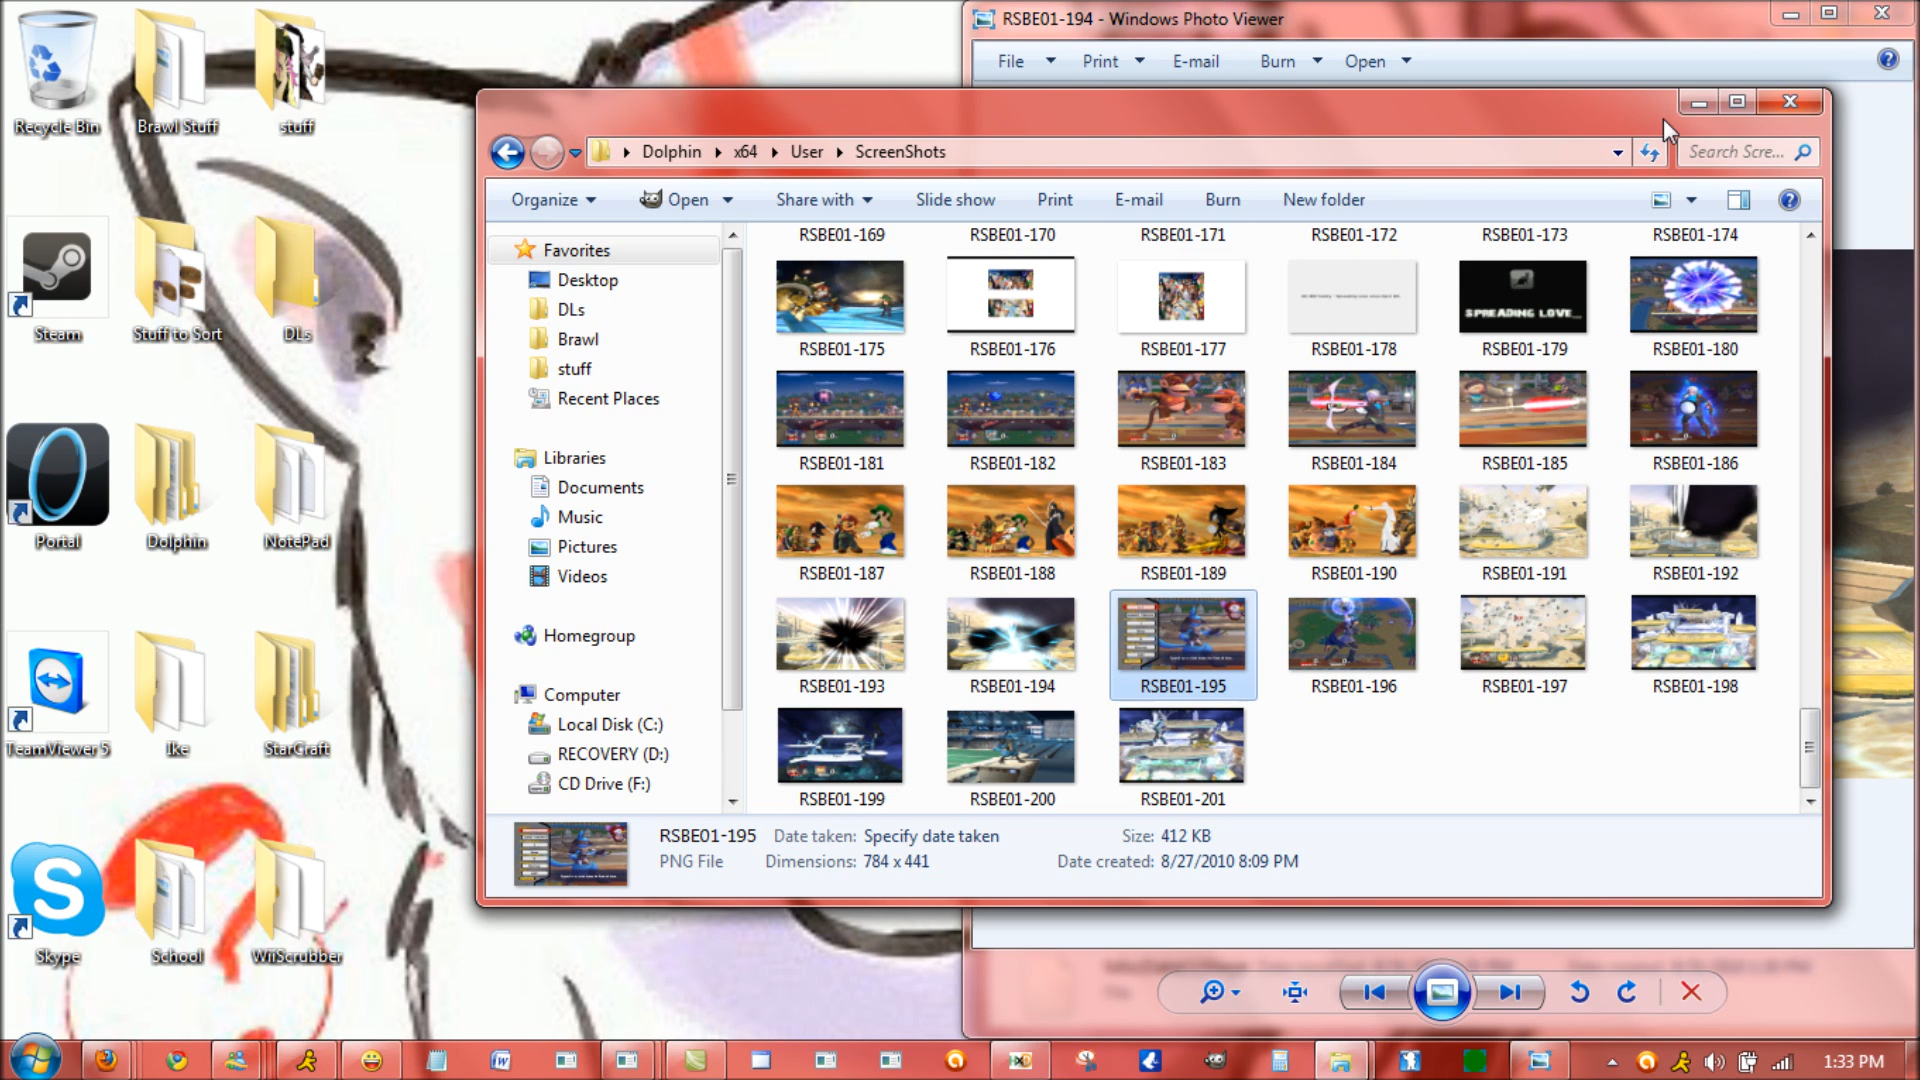 RSBE01-194 - Windows Photo Viewer
File Print E-mail Burn Open
Dolphin x64 User ScreenShots
Search Scre...
Organize Open Share with Slide show Print E-mail Burn New folder
Favorites
Desktop
DLs
Brawl
stuff
Recent Places
Libraries
Documents
Music
Pictures
Videos
Homegroup
Computer
Local Disk (C:)
RECOVERY (D:)
CD Drive (F:)
RSBE01-169 RSBE01-170 RSBE01-171 RSBE01-172 RSBE01-173 RSBE01-174
SPREADING LOVE...
RSBE01-175 RSBE01-176 RSBE01-177 RSBE01-178 RSBE01-179 RSBE01-180
RSBE01-181 RSBE01-182 RSBE01-183 RSBE01-184 RSBE01-185 RSBE01-186
RSBE01-187 RSBE01-188 RSBE01-189 RSBE01-190 RSBE01-191 RSBE01-192
RSBE01-193 RSBE01-194 RSBE01-195 RSBE01-196 RSBE01-197 RSBE01-198
RSBE01-199 RSBE01-200 RSBE01-201
RSBE01-195 Date taken: Specify date taken Size: 412 KB
PNG File Dimensions: 784 x 441 Date created: 8/27/2010 8:09 PM
Recycle Bin Brawl Stuff stuff
Steam Stuff to Sort DLs
Portal Dolphin NotePad
TeamViewer 5 Ike StarCraft
Skype School WiiScrubber
1:33 PM